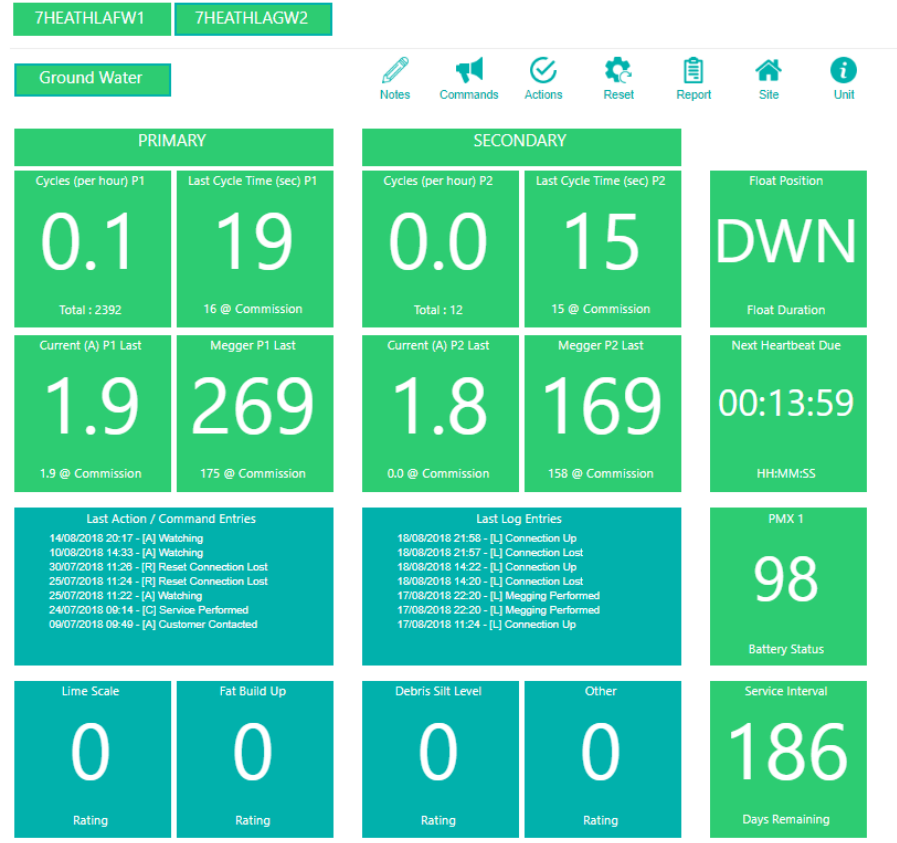 7HEATHLAFW1 7HEATHLAGW2
Ground Water
Notes Commands Actions Reset Report Site Unit
PRIMARY SECONDARY
Cycles (per hour) P1 Last Cycle Time (sec) P1 Cycles (per hour) P2 Last Cycle Time (sec) P2 Float Position
0.1 19 0.0 15 DWN
Total : 2392 16 @ Commission Total : 12 15 @ Commission Float Duration
Current (A) P1 Last Megger P1 Last Current (A) P2 Last Megger P2 Last Next Heartbeat Due
1.9 269 1.8 169 00:13:59
1.9 @ Commission 175 @ Commission 0.0 @ Commission 158 @ Commission HH:MM:SS
Last Action / Command Entries
14/08/2018 20:17 - [A] Watching
10/08/2018 14:33 - [A] Watching
30/07/2018 11:26 - [R] Reset Connection Lost
25/07/2018 11:24 - [R] Reset Connection Lost
25/07/2018 11:22 - [A] Watching
24/07/2018 09:14 - [C] Service Performed
09/07/2018 09:49 - [A] Customer Contacted
Last Log Entries
18/08/2018 21:58 - [L] Connection Up
18/08/2018 21:57 - [L] Connection Lost
18/08/2018 14:22 - [L] Connection Up
18/08/2018 14:20 - [L] Connection Lost
17/08/2018 22:20 - [L] Megging Performed
17/08/2018 22:20 - [L] Megging Performed
17/08/2018 11:24 - [L] Connection Up
PMX 1
98
Battery Status
Lime Scale Fat Build Up Debris Silt Level Other Service Interval
0 0 0 0 186
Rating Rating Rating Rating Days Remaining